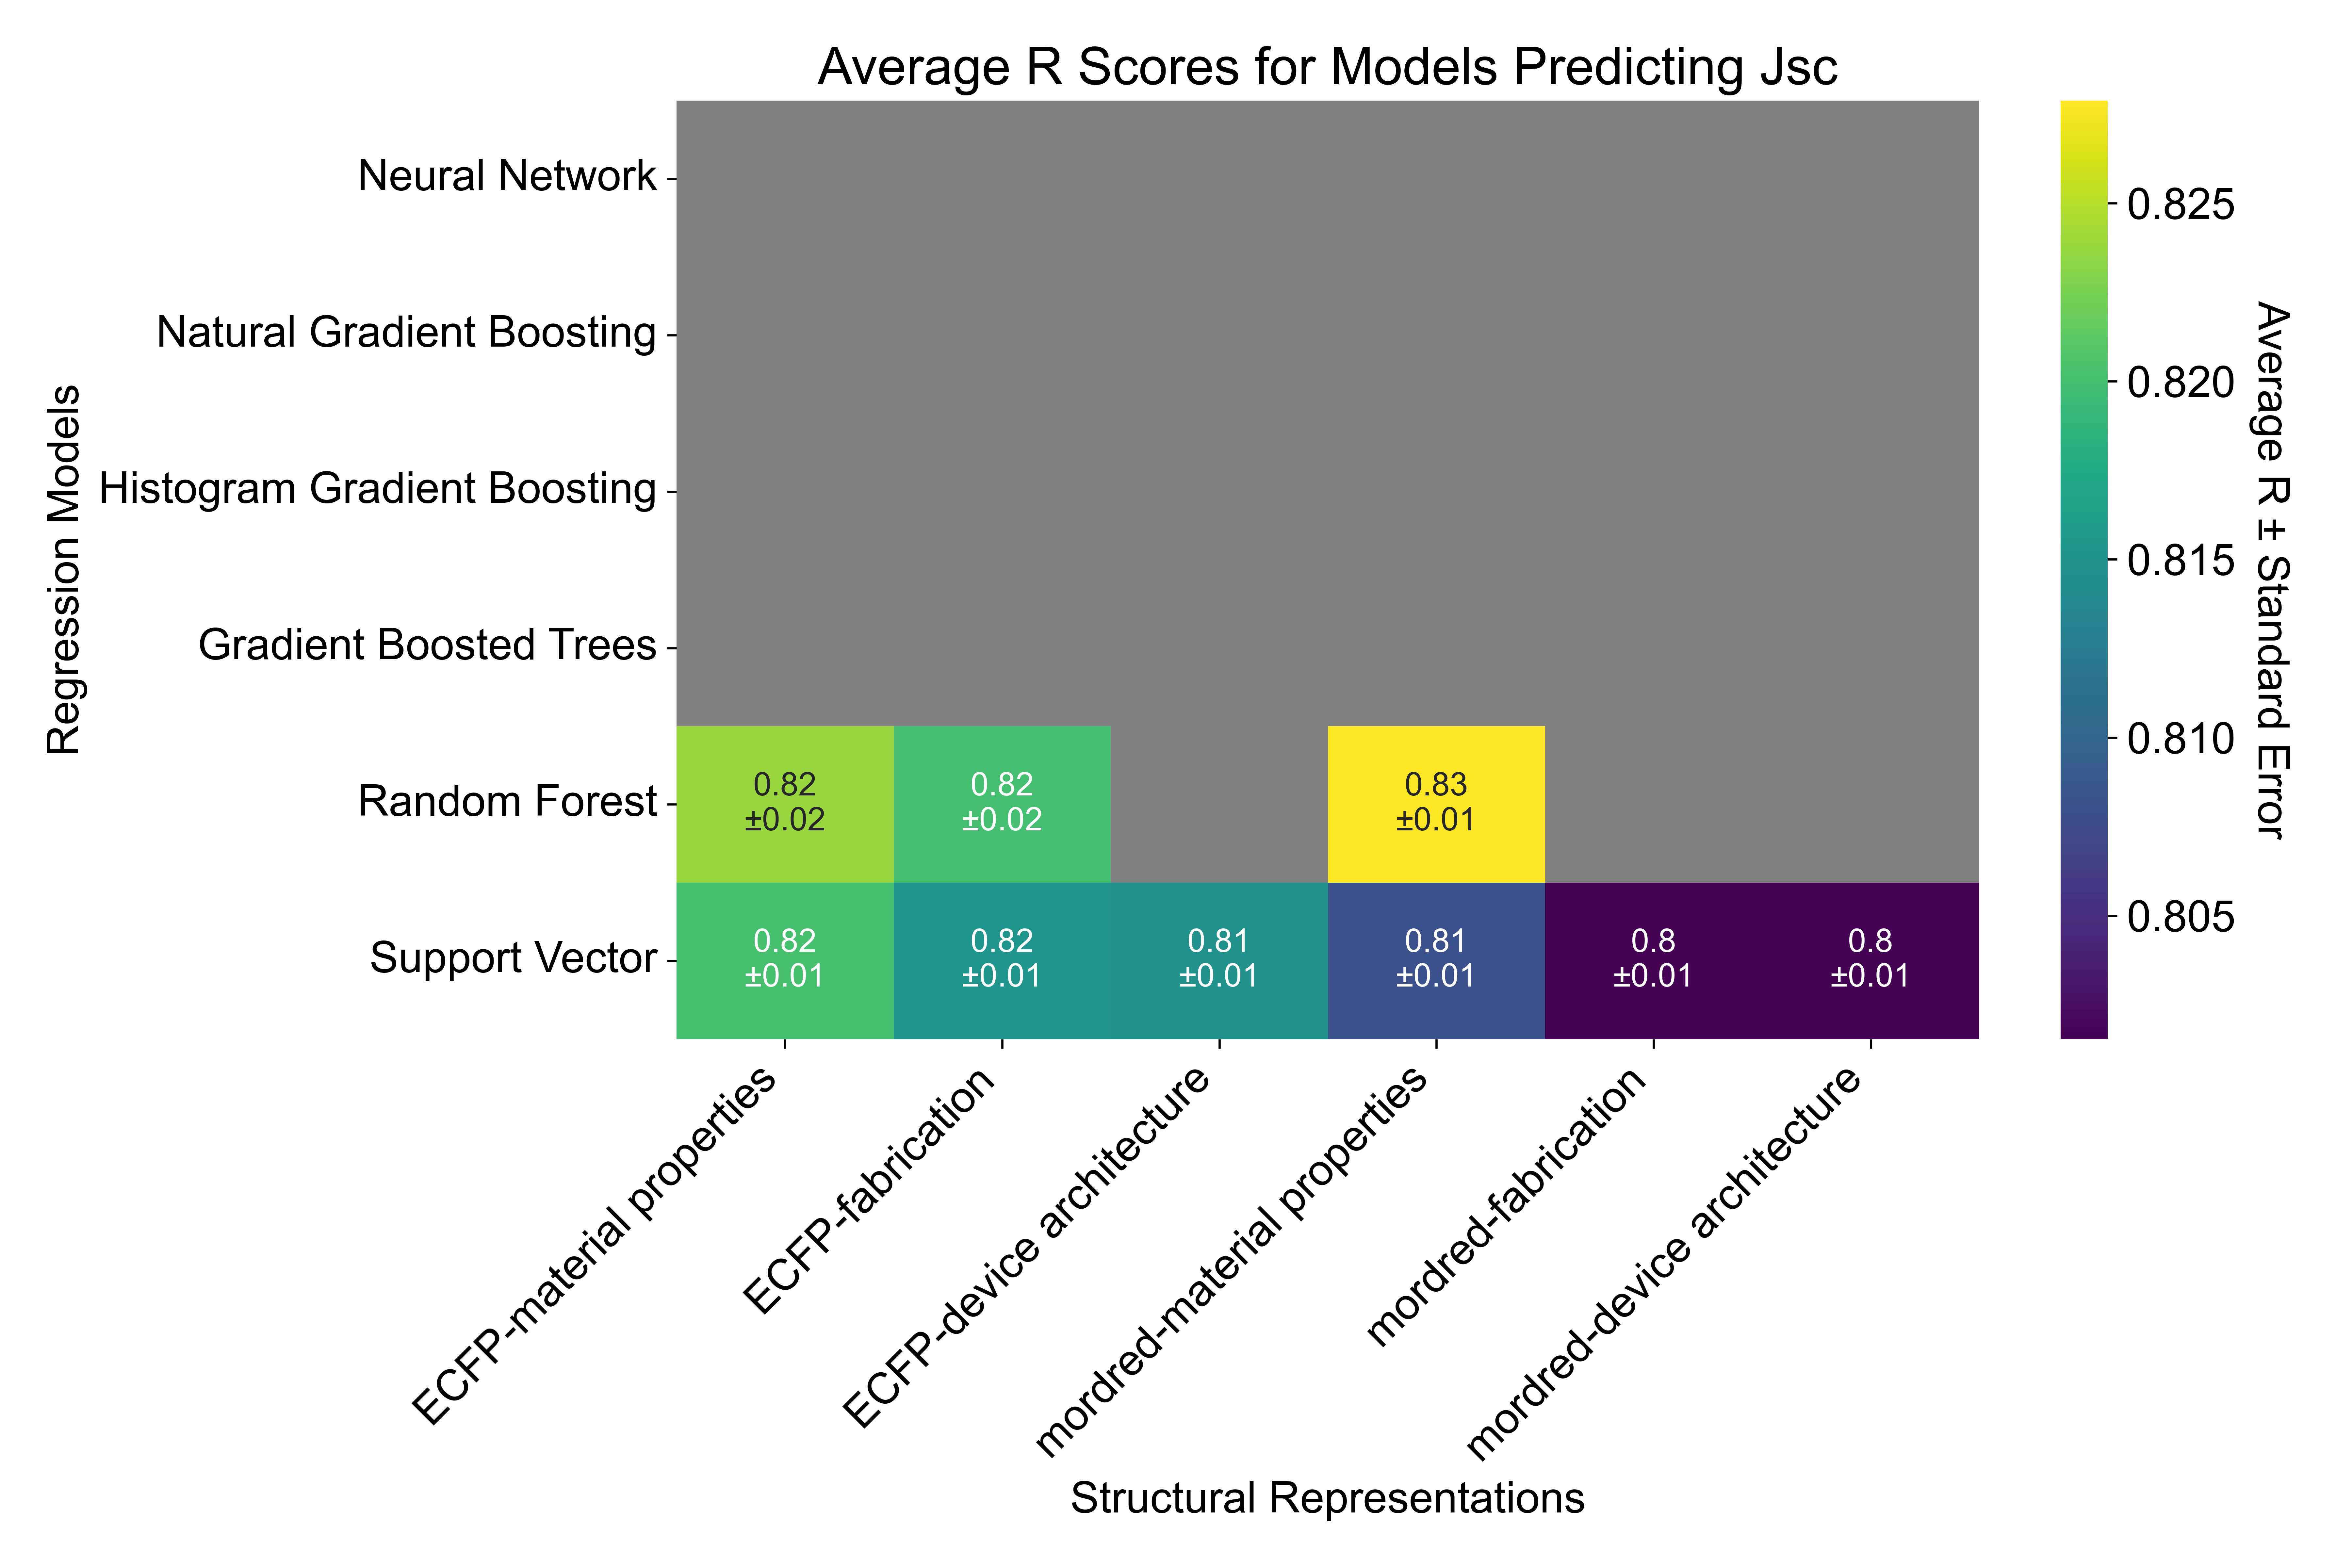 Average R Scores for Models Predicting Jsc
Regression Models
Neural Network
Natural Gradient Boosting
Histogram Gradient Boosting
Gradient Boosted Trees
Random Forest
Support Vector
0.82
±0.02
0.82
±0.02
0.83
±0.01
0.82
±0.01
0.82
±0.01
0.81
±0.01
0.81
±0.01
0.8
±0.01
0.8
±0.01
ECFP-material properties
ECFP-fabrication
ECFP-device architecture
mordred-material properties
mordred-fabrication
mordred-device architecture
Structural Representations
0.825
0.820
0.815
0.810
0.805
Average R ± Standard Error